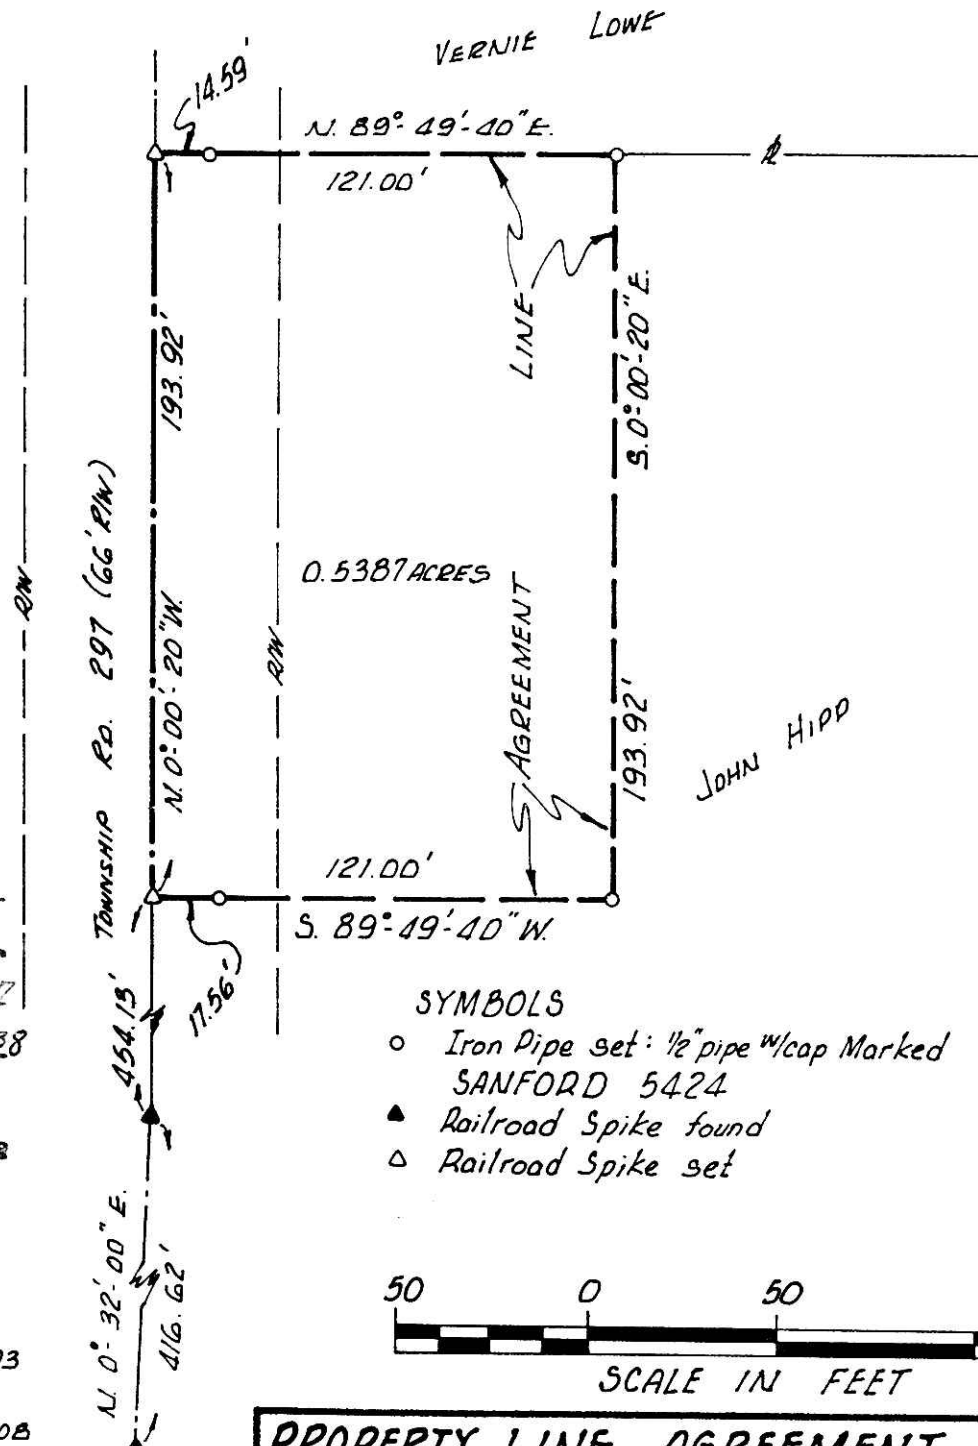 VERNIE LOWE
14.59'
N. 89°-49'-40" E.
121.00'
LINE
193.92'
S. 0°-00'-20" E.
R/W
TOWNSHIP RD. 297 (66' R/W)
N. 0°-00'-20" W.
R/W
0.5387 ACRES
AGREEMENT
193.92'
JOHN HIPP
121.00'
S. 89°-49'-40" W.
17.56'
454.13'
SYMBOLS
Iron Pipe set: 1/2" pipe w/cap Marked
SANFORD 5424
Railroad Spike found
Railroad Spike set
N. 0°-32'-00" E.
416.62'
50 0 50
SCALE IN FEET
PROPERTY LINE AGREEMENT